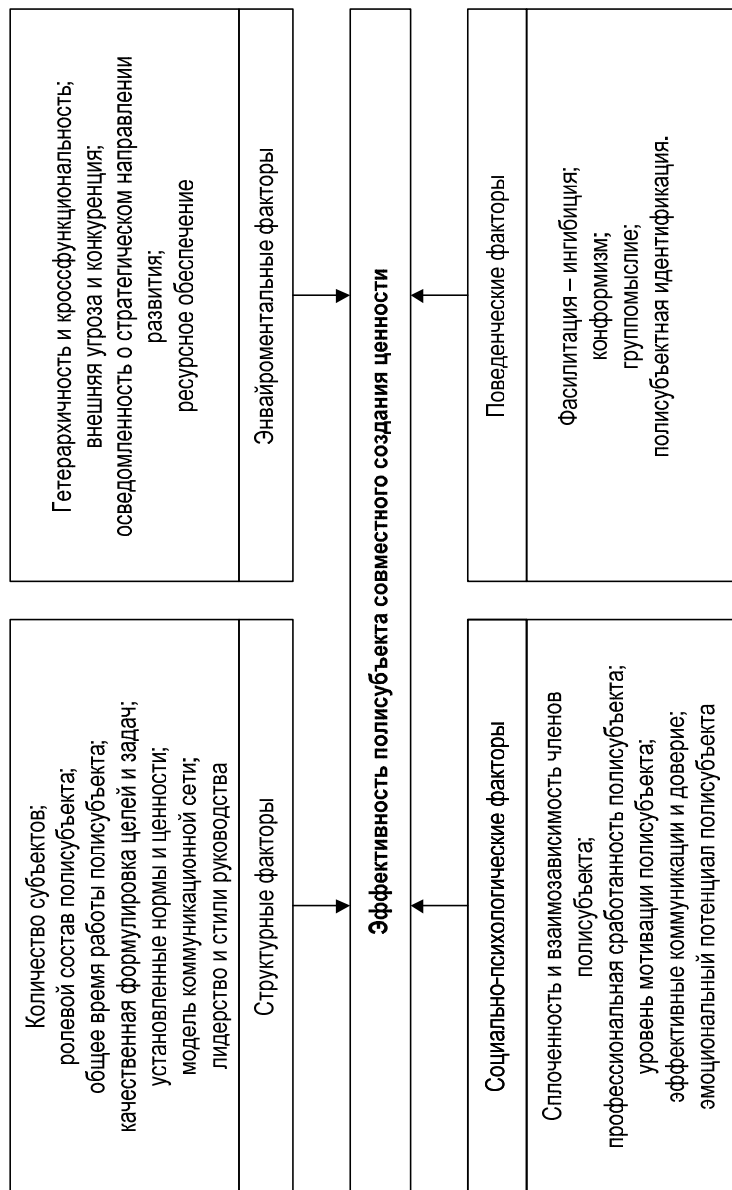 Количество субъектов;
ролевой состав полисубъекта;
общее время работы полисубъекта;
качественная формулировка целей и задач;
установленные нормы и ценности;
модель коммуникационной сети;
лидерство и стили руководства
Структурные факторы
Гетерархичность и кроссфункциональность;
внешняя угроза и конкуренция;
осведомленность о стратегическом направлении
развития;
ресурсное обеспечение
Энвайроментальные факторы
Эффективность полисубъекта совместного создания ценности
Социально-психологические факторы
Сплоченность и взаимозависимость членов
полисубъекта;
профессиональная сработанность полисубъекта;
уровень мотивации полисубъекта;
эффективные коммуникации и доверие;
эмоциональный потенциал полисубъекта
Поведенческие факторы
Фасилитация – ингибиция;
конформизм;
группомыслие;
полисубъектная идентификация.